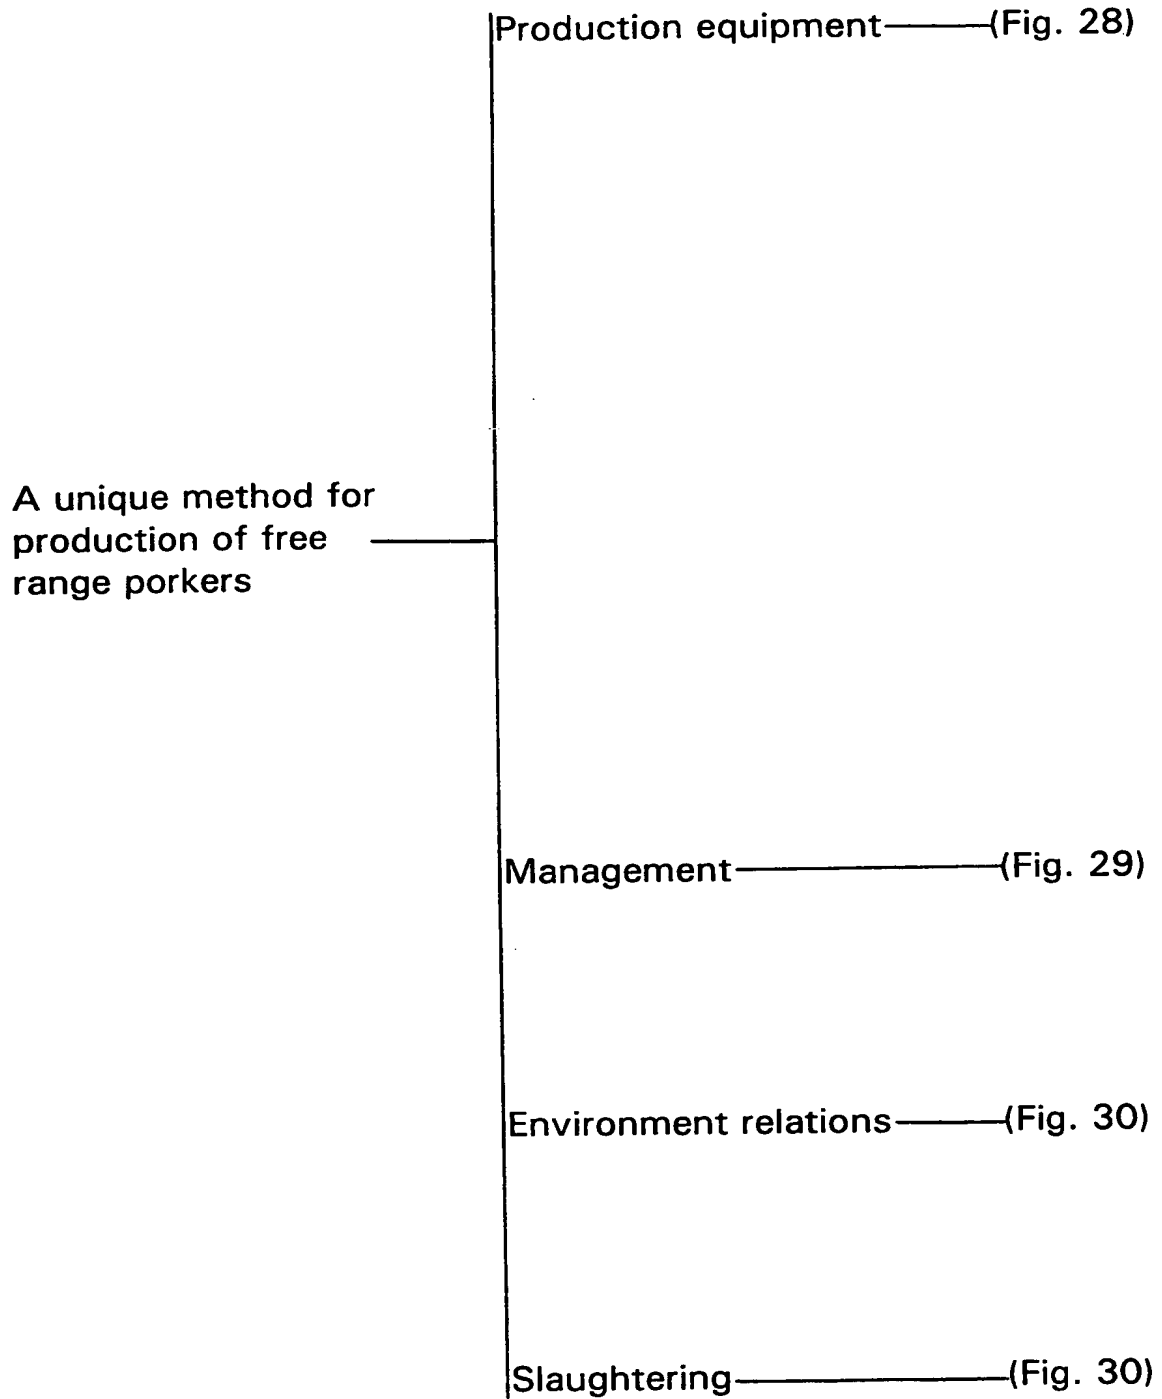 Production equipment (Fig. 28)
A unique method for
production of free
range porkers
Management (Fig. 29)
Environment relations (Fig. 30)
Slaughtering (Fig. 30)